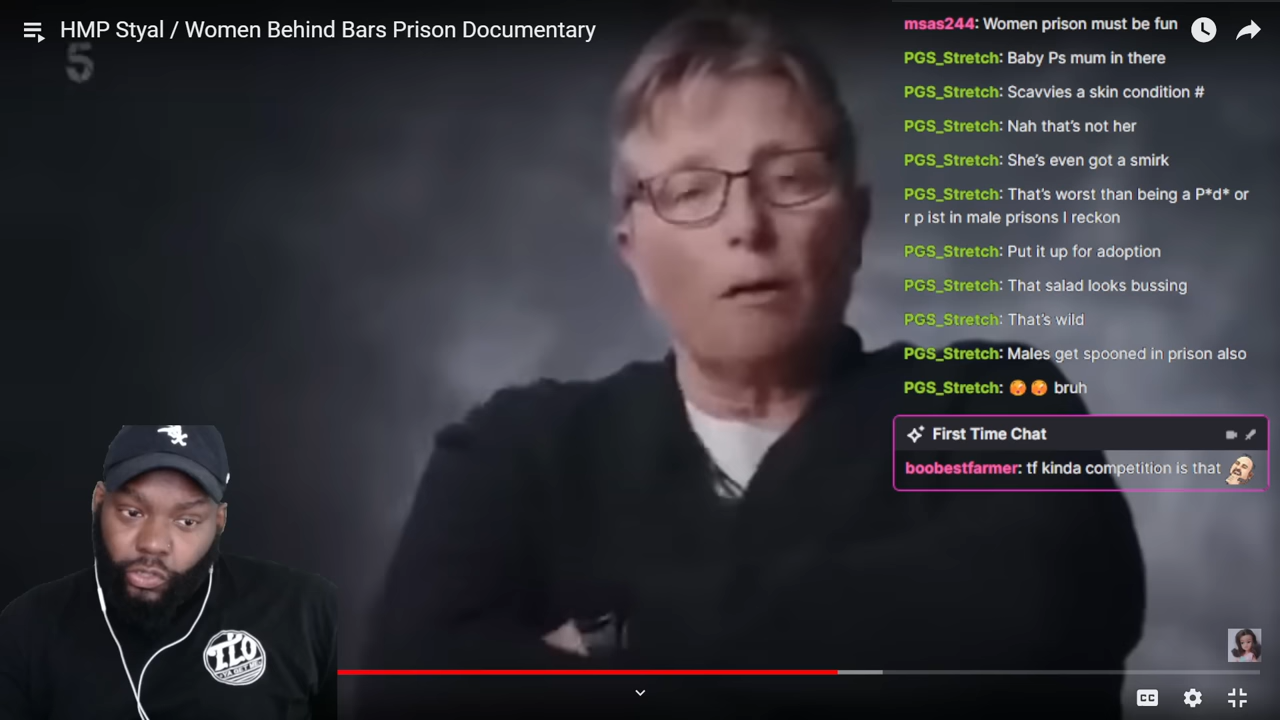 HMP Styal / Women Behind Bars Prison Documentary
5
msas244: Women prison must be fun
PGS_Stretch: Baby Ps mum in there
PGS_Stretch: Scavvies a skin condition #
PGS_Stretch: Nah that's not her
PGS_Stretch: She's even got a smirk
PGS_Stretch: That's worst than being a P*d* or
r p ist in male prisons I reckon
PGS_Stretch: Put it up for adoption
PGS_Stretch: That salad looks bussing
PGS_Stretch: That's wild
PGS_Stretch: Males get spooned in prison also
PGS_Stretch: bruh
First Time Chat
boobestfarmer: tf kinda competition is that
TLO
CC